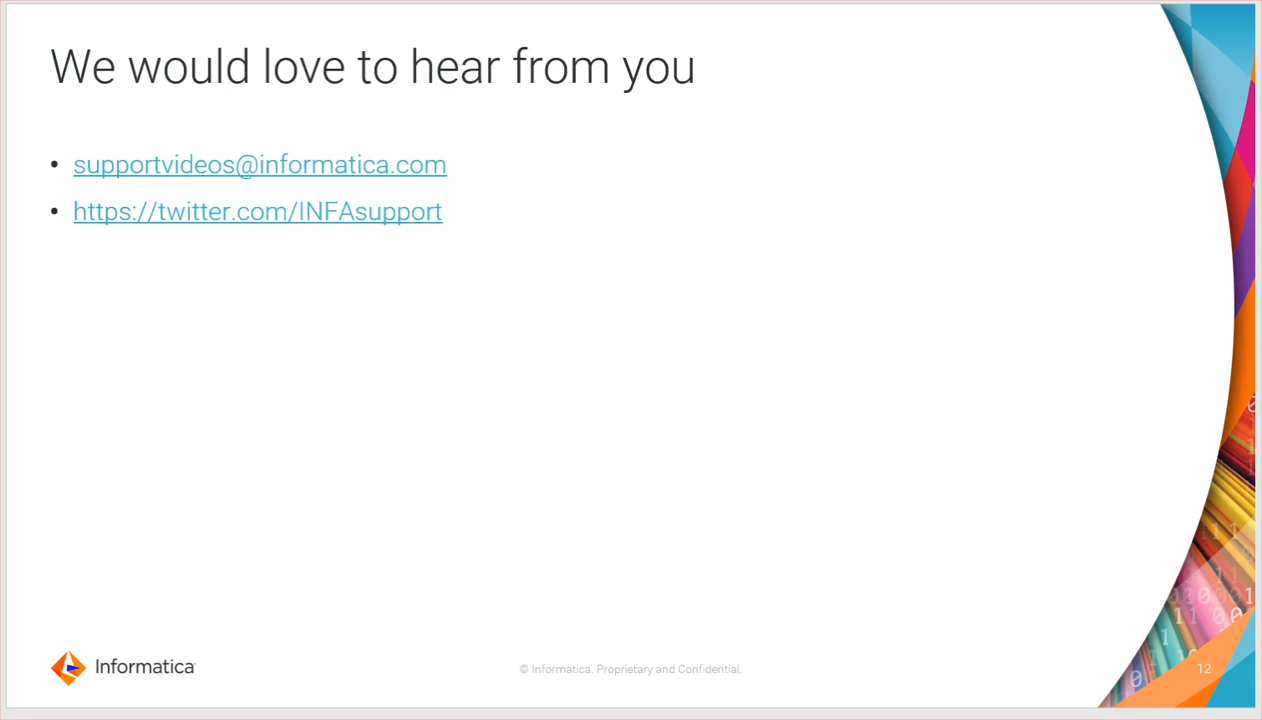 We would love to hear from you
• supportvideos@informatica.com
• https://twitter.com/INFAsupport
Informatica
© Informatica. Proprietary and Confidential.
12